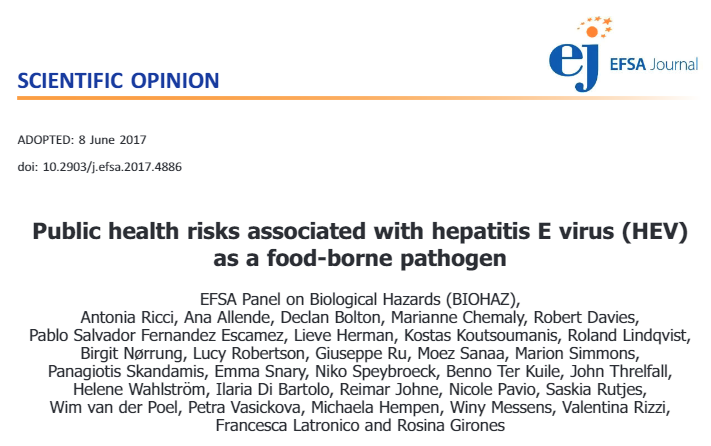 ej EFSA Journal
SCIENTIFIC OPINION
ADOPTED: 8 June 2017
doi: 10.2903/j.efsa.2017.4886
Public health risks associated with hepatitis E virus (HEV)
as a food-borne pathogen
EFSA Panel on Biological Hazards (BIOHAZ),
Antonia Ricci, Ana Allende, Declan Bolton, Marianne Chemaly, Robert Davies,
Pablo Salvador Fernandez Escamez, Lieve Herman, Kostas Koutsoumanis, Roland Lindqvist,
Birgit Nørrung, Lucy Robertson, Giuseppe Ru, Moez Sanaa, Marion Simmons,
Panagiotis Skandamis, Emma Snary, Niko Speybroeck, Benno Ter Kuile, John Threlfall,
Helene Wahlström, Ilaria Di Bartolo, Reimar Johne, Nicole Pavio, Saskia Rutjes,
Wim van der Poel, Petra Vasickova, Michaela Hempen, Winy Messens, Valentina Rizzi,
Francesca Latronico and Rosina Girones